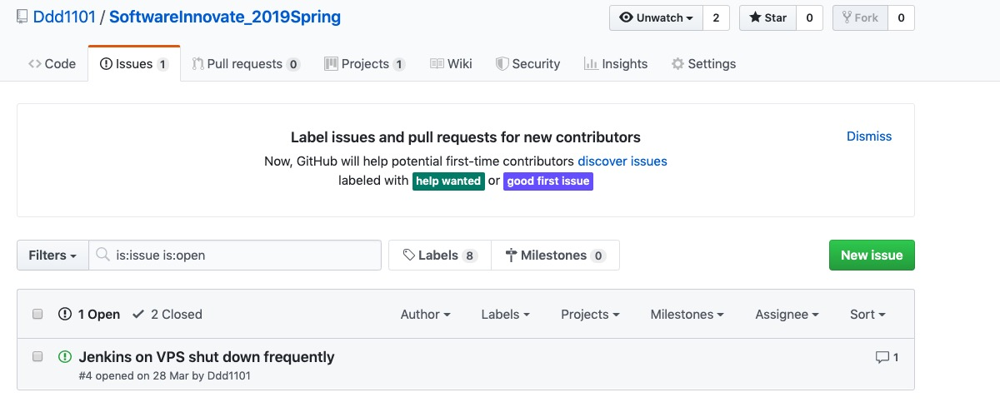 Ddd1101 / SoftwareInnovate_2019Spring Unwatch 2 Star 0 Fork 0
Code Issues 1 Pull requests 0 Projects 1 Wiki Security Insights Settings
Label issues and pull requests for new contributors Dismiss
Now, GitHub will help potential first-time contributors discover issues
labeled with help wanted or good first issue
Filters is:issue is:open Labels 8 Milestones 0 New issue
1 Open 2 Closed Author Labels Projects Milestones Assignee Sort
Jenkins on VPS shut down frequently 1
#4 opened on 28 Mar by Ddd1101